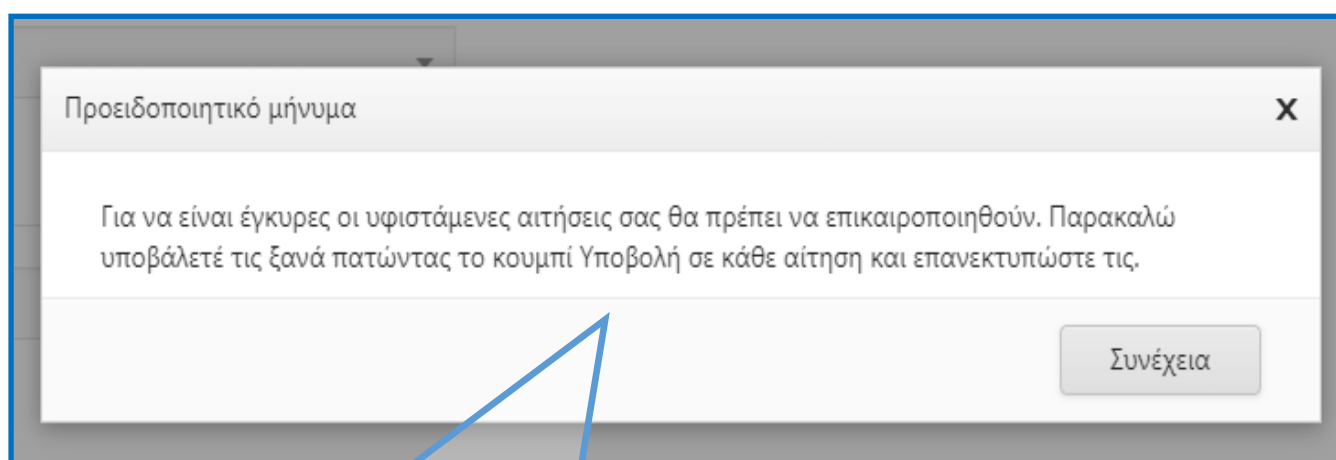 Προειδοποιητικό μήνυμα X
Για να είναι έγκυρες οι υφιστάμενες αιτήσεις σας θα πρέπει να επικαιροποιηθούν. Παρακαλώ
υποβάλετέ τις ξανά πατώντας το κουμπί Υποβολή σε κάθε αίτηση και επανεκτυπώστε τις.
Συνέχεια